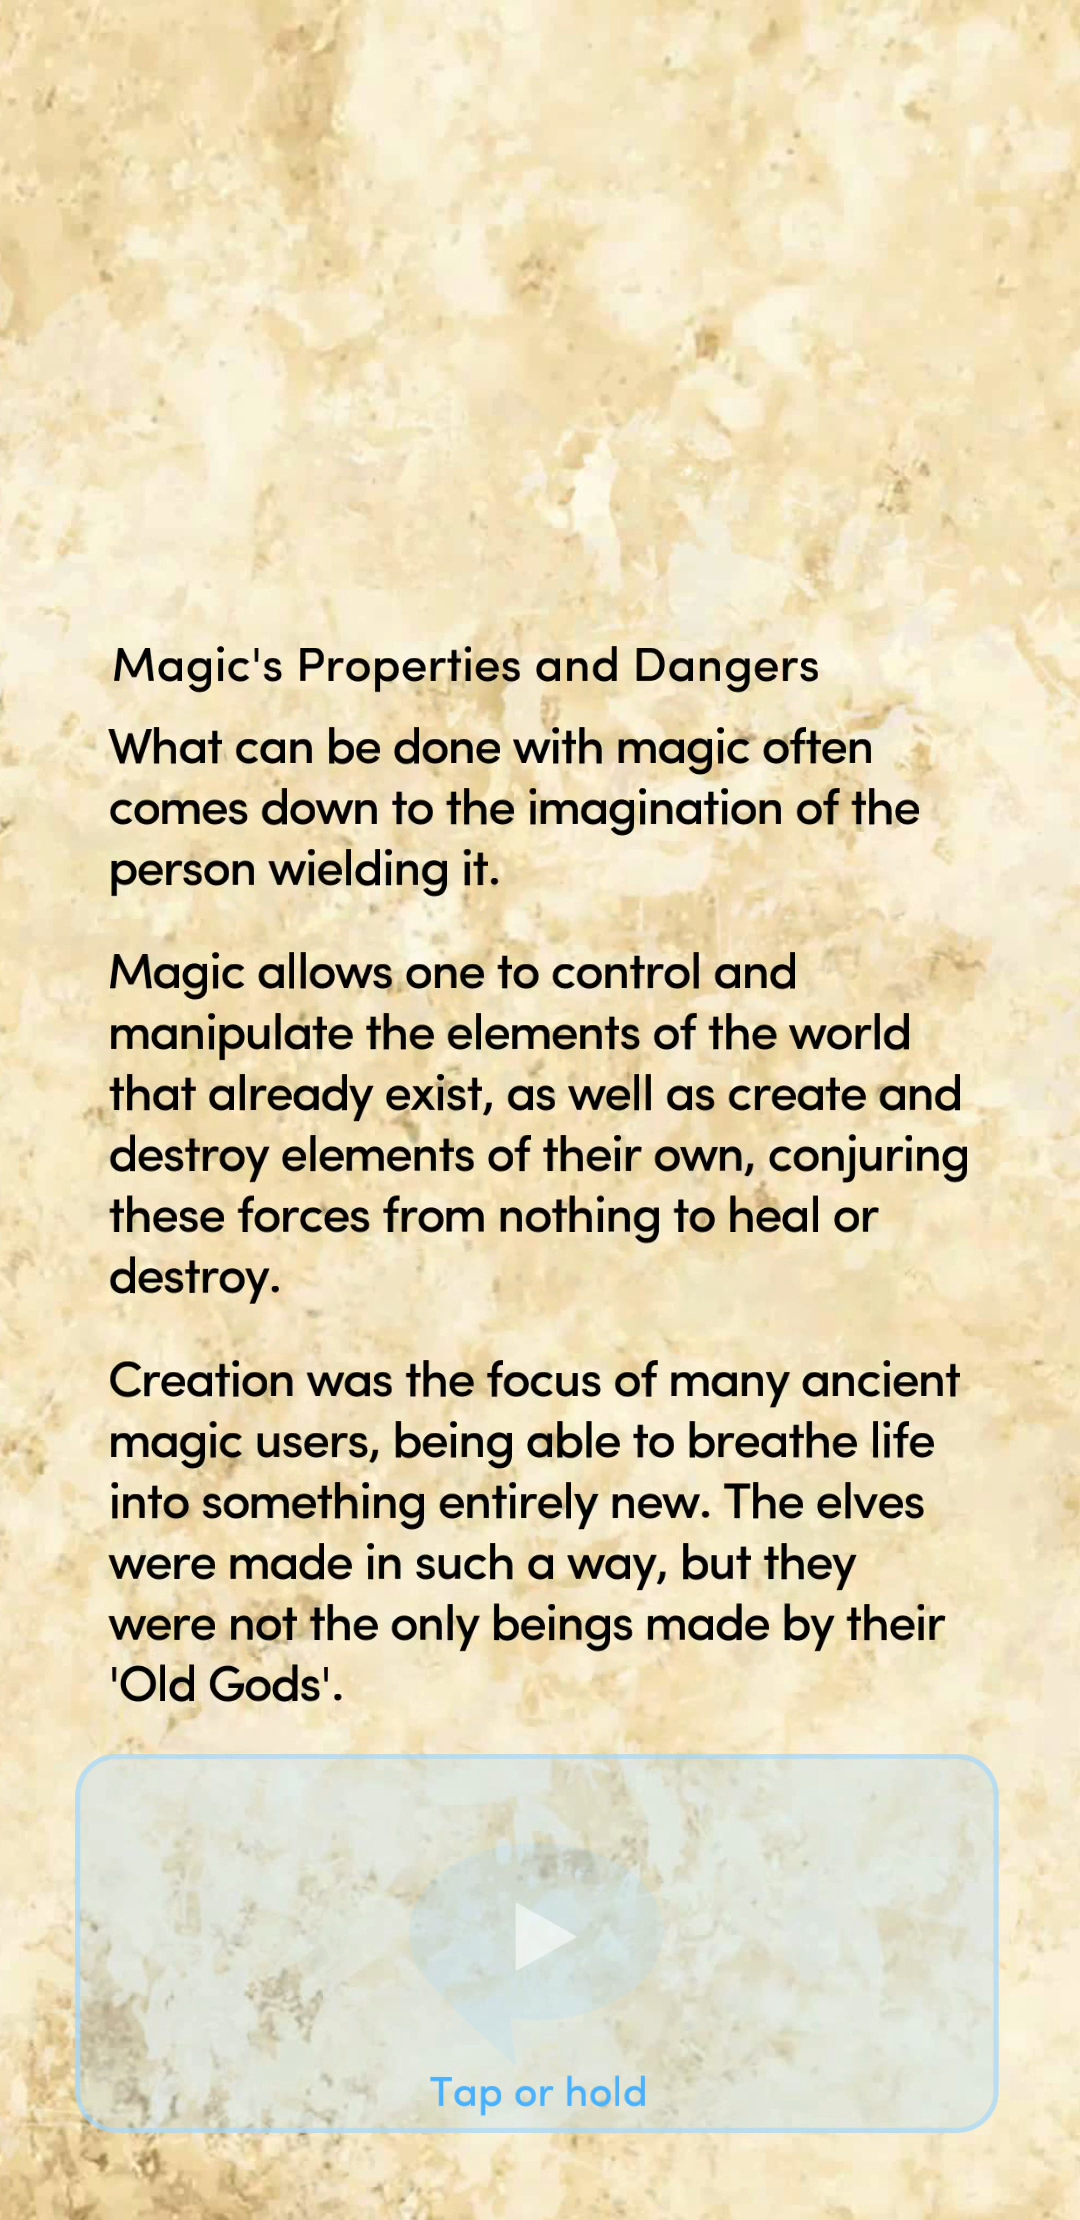 Magic's Properties and Dangers
What can be done with magic often
comes down to the imagination of the
person wielding it.
Magic allows one to control and
manipulate the elements of the world
that already exist, as well as create and
destroy elements of their own, conjuring
these forces from nothing to heal or
destroy.
Creation was the focus of many ancient
magic users, being able to breathe life
into something entirely new. The elves
were made in such a way, but they
were not the only beings made by their
'Old Gods'.
Tap or hold